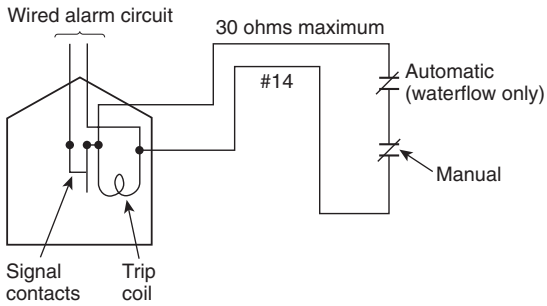 Wired alarm circuit
30 ohms maximum
#14
Automatic
(waterflow only)
Manual
Signal
contacts
Trip
coil